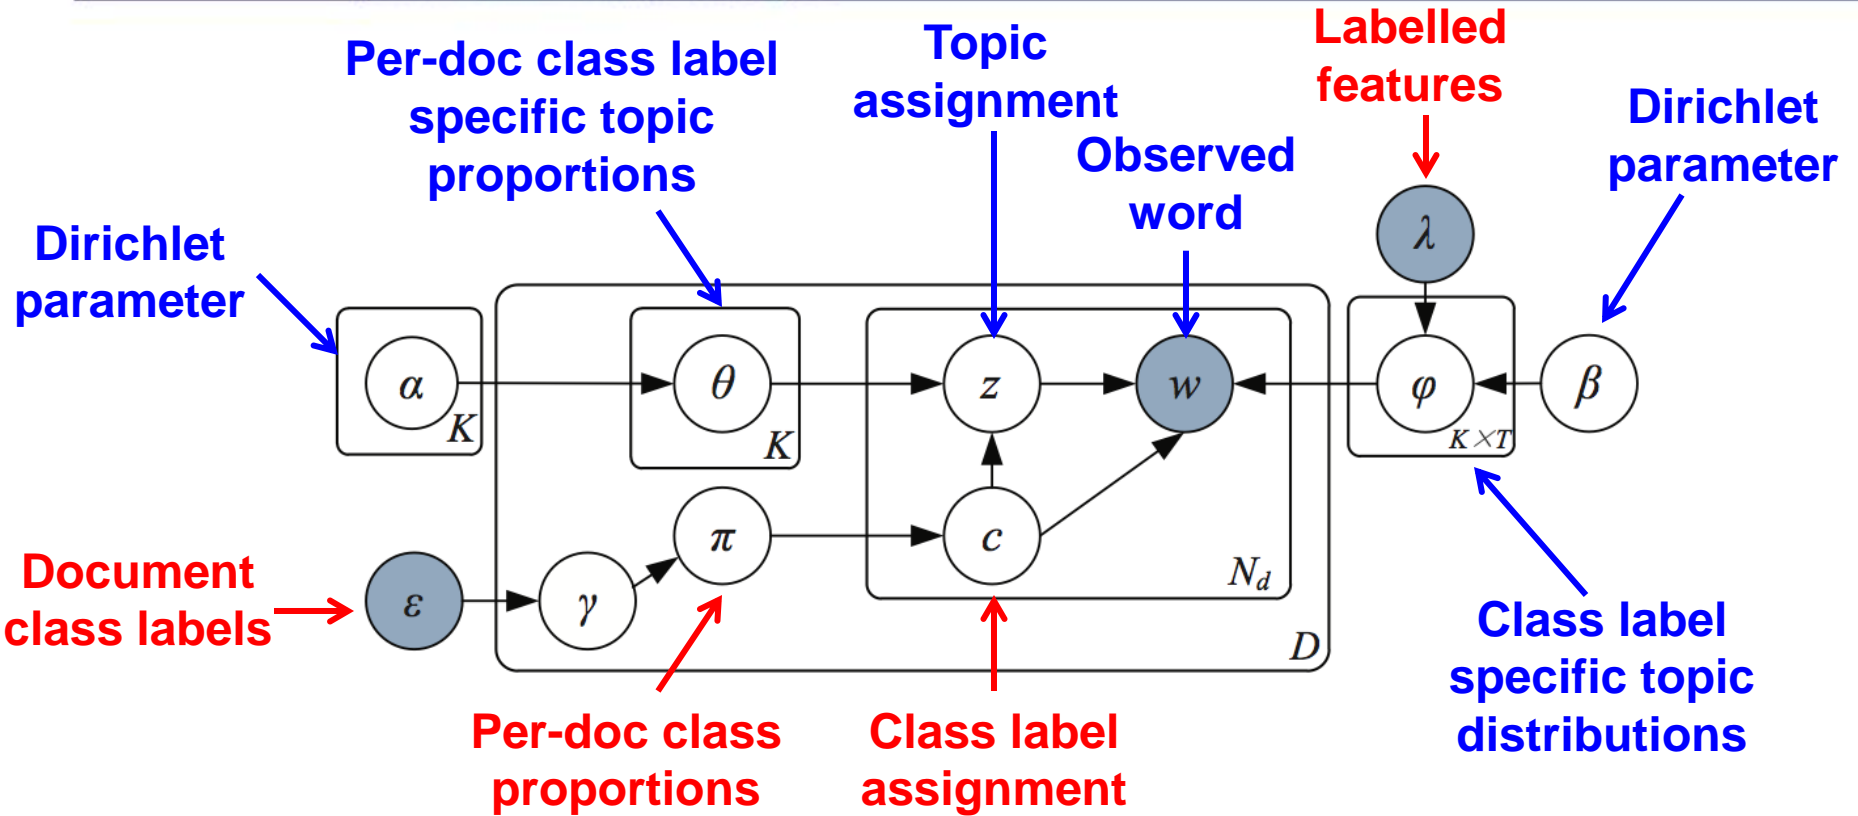 Per-doc class label
specific topic
proportions
Topic
assignment
Labelled
features
Observed
word
Dirichlet
parameter
Dirichlet
parameter
λ
α
K
θ
K
z
w
φ
K×T
β
ε
γ
π
c
N_d
D
Document
class labels
Per-doc class
proportions
Class label
assignment
Class label
specific topic
distributions